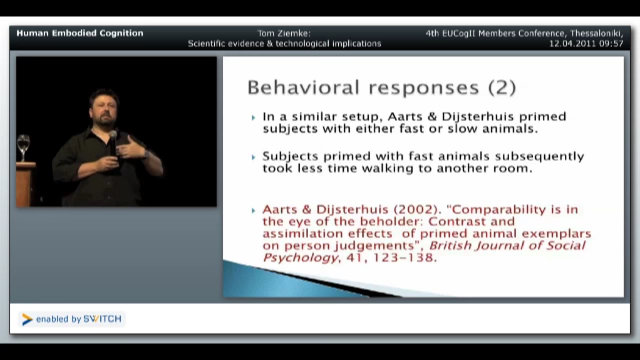 Human Embodied Cognition
Tom Ziemke:
Scientific evidence & technological implications
4th EUCogII Members Conference, Thessaloniki,
12.04.2011 09:57
Behavioral responses (2)
In a similar setup, Aarts & Dijsterhuis primed
subjects with either fast or slow animals.
Subjects primed with fast animals subsequently
took less time walking to another room.
Aarts & Dijsterhuis (2002). "Comparability is in
the eye of the beholder: Contrast and
assimilation effects of primed animal exemplars
on person judgements", British Journal of Social
Psychology, 41, 123–138.
enabled by SWITCH